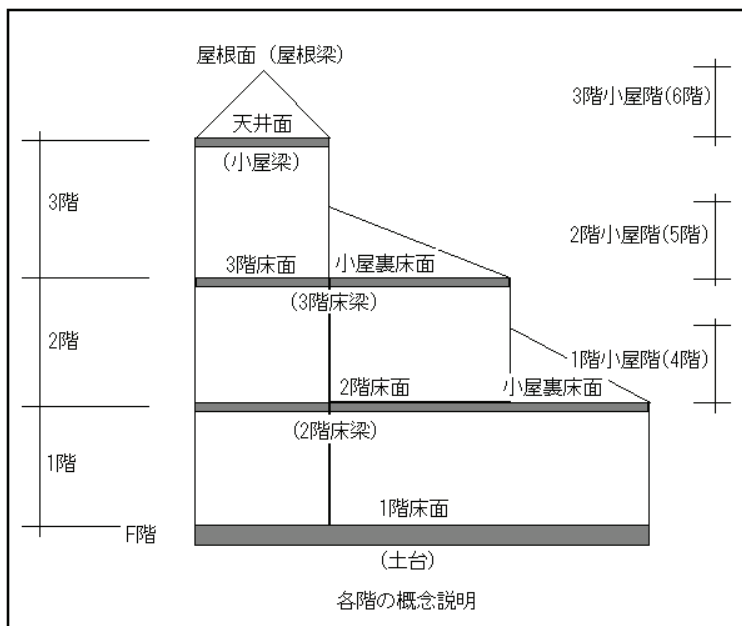 屋根面（屋根梁）
3階小屋階(6階)
天井面
(小屋梁)
3階
2階小屋階(5階)
3階床面
小屋裏床面
(3階床梁)
2階
1階小屋階(4階)
2階床面
小屋裏床面
(2階床梁)
1階
1階床面
F階
(土台)
各階の概念説明